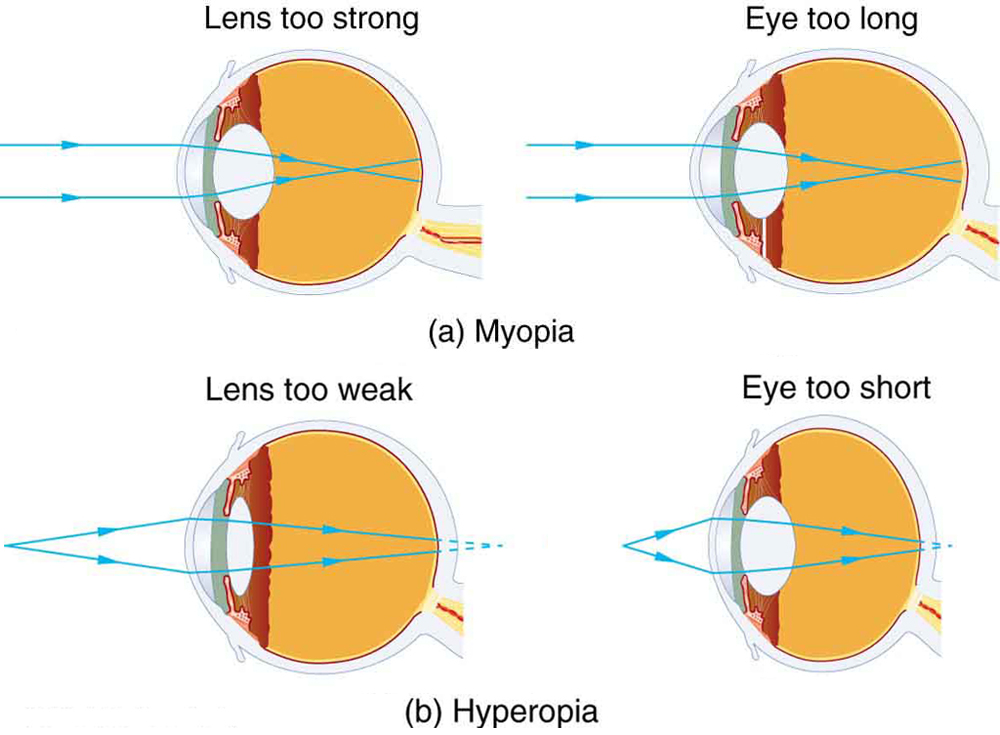 Lens too strong
Eye too long
(a) Myopia
Lens too weak
Eye too short
(b) Hyperopia